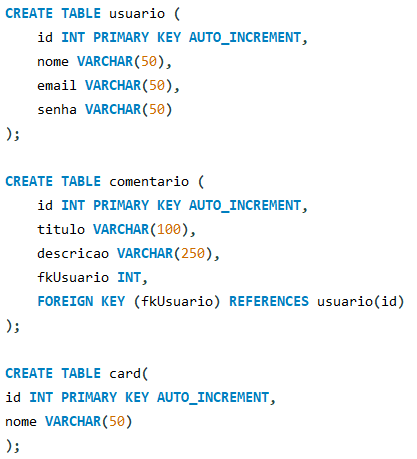 CREATE TABLE usuario (
    id INT PRIMARY KEY AUTO_INCREMENT,
    nome VARCHAR(50),
    email VARCHAR(50),
    senha VARCHAR(50)
);

CREATE TABLE comentario (
    id INT PRIMARY KEY AUTO_INCREMENT,
    titulo VARCHAR(100),
    descricao VARCHAR(250),
    fkUsuario INT,
    FOREIGN KEY (fkUsuario) REFERENCES usuario(id)
);

CREATE TABLE card(
id INT PRIMARY KEY AUTO_INCREMENT,
nome VARCHAR(50)
);